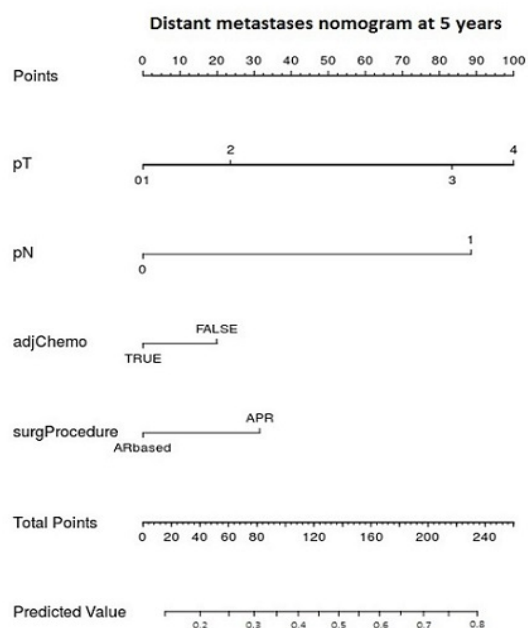 Distant metastases nomogram at 5 years
0 10 20 30 40 50 60 70 80 90 100
Points
2 4
pT
01 3
1
pN
0
FALSE
adjChemo
TRUE
APR
surgProcedure
ARbased
Total Points
0 20 40 60 80 120 160 200 240
Predicted Value
0.2 0.3 0.4 0.5 0.6 0.7 0.8